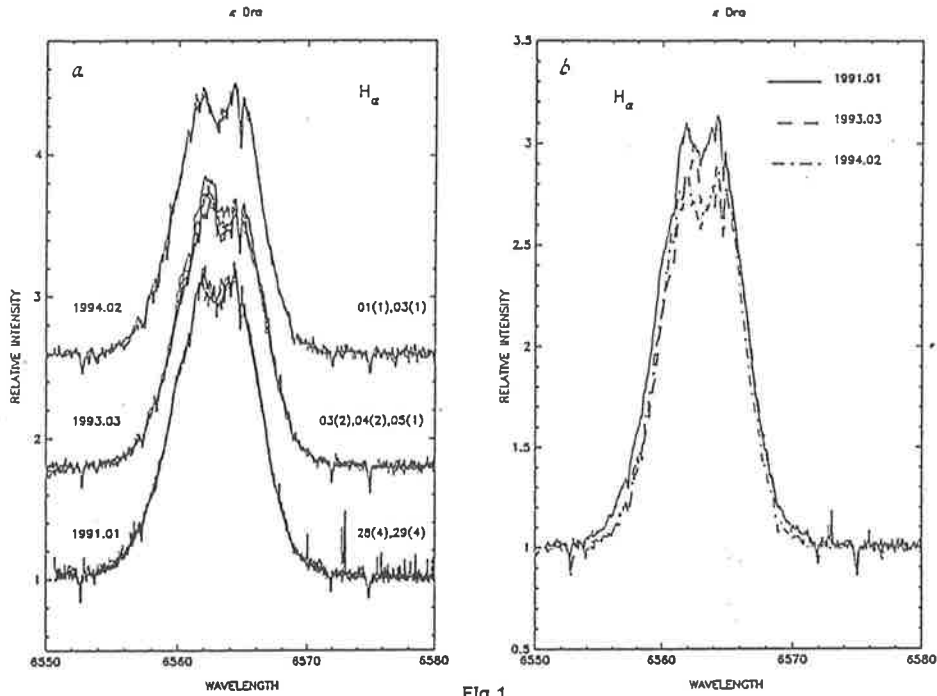 κ Dra
a
Hα
4
3
2
1
1994.02
01(1),03(1)
1993.03
03(2),04(2),05(1)
1991.01
28(4),29(4)
RELATIVE INTENSITY
6550
6560
6570
6580
WAVELENGTH
κ Dra
b
Hα
1991.01
1993.03
1994.02
3.5
3
2.5
2
1.5
1
0.5
RELATIVE INTENSITY
6550
6560
6570
6580
WAVELENGTH
Fig.1